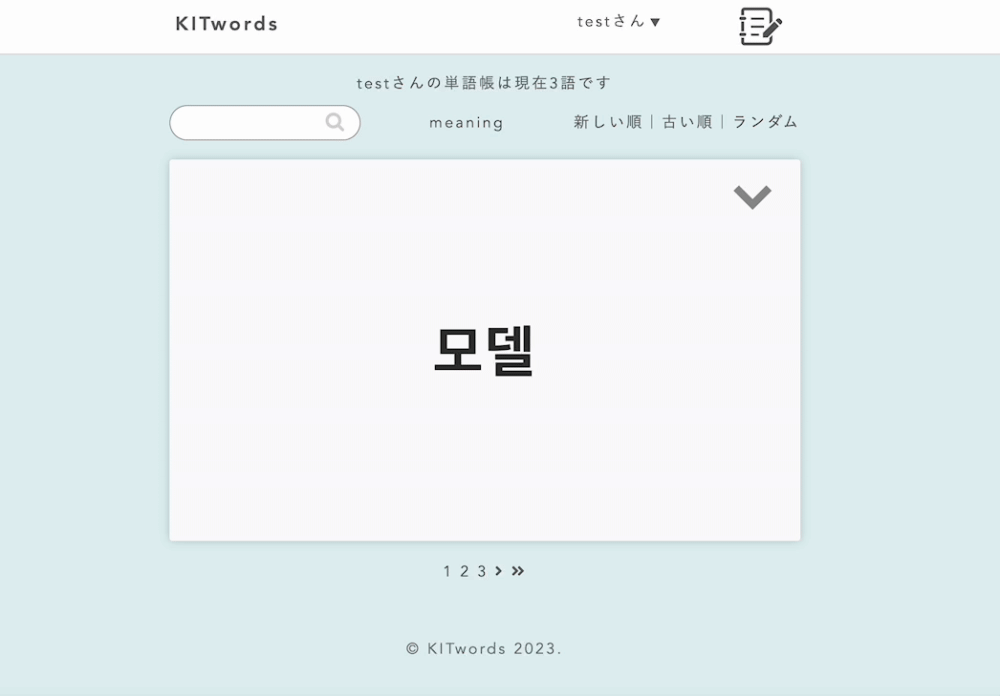 KITwords
testさん▼
testさんの単語帳は現在3語です
meaning
新しい順｜古い順｜ランダム
모델
1 2 3 › »
© KITwords 2023.